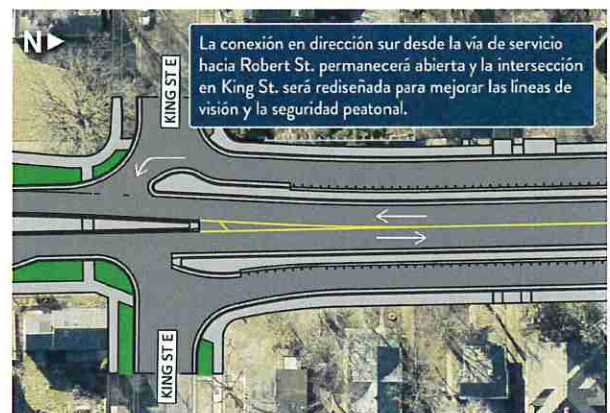 N
La conexión en dirección sur desde la vía de servicio
hacia Robert St. permanecerá abierta y la intersección
en King St. será rediseñada para mejorar las líneas de
visión y la seguridad peatonal.
KING ST E
KING ST E